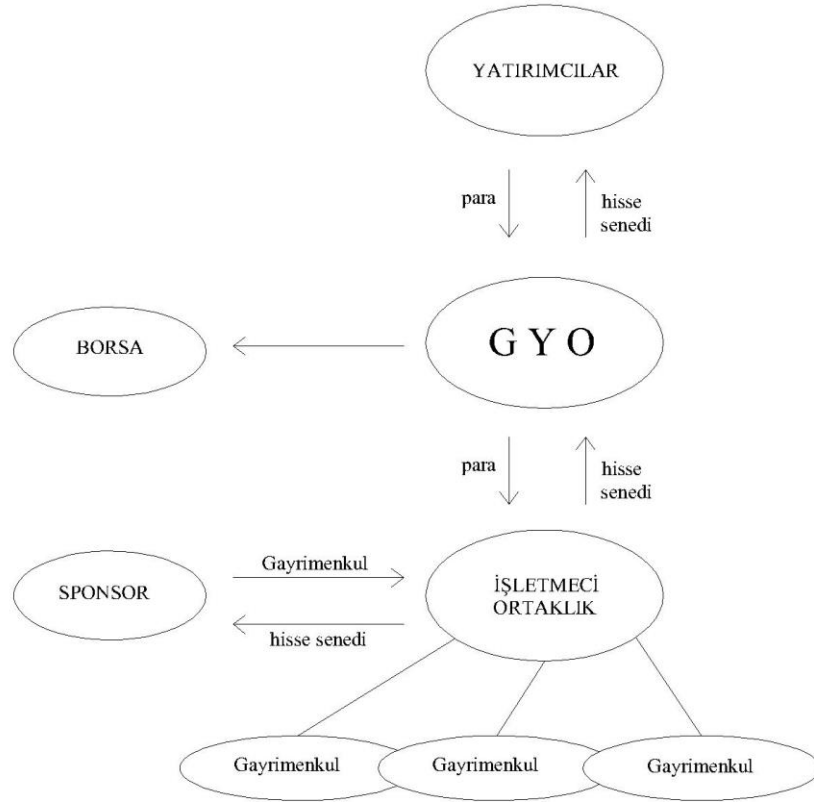 YATIRIMCILAR
para
hisse
senedi
BORSA
G Y O
para
hisse
senedi
SPONSOR
Gayrimenkul
hisse senedi
İŞLETMECİ
ORTAKLIK
Gayrimenkul
Gayrimenkul
Gayrimenkul